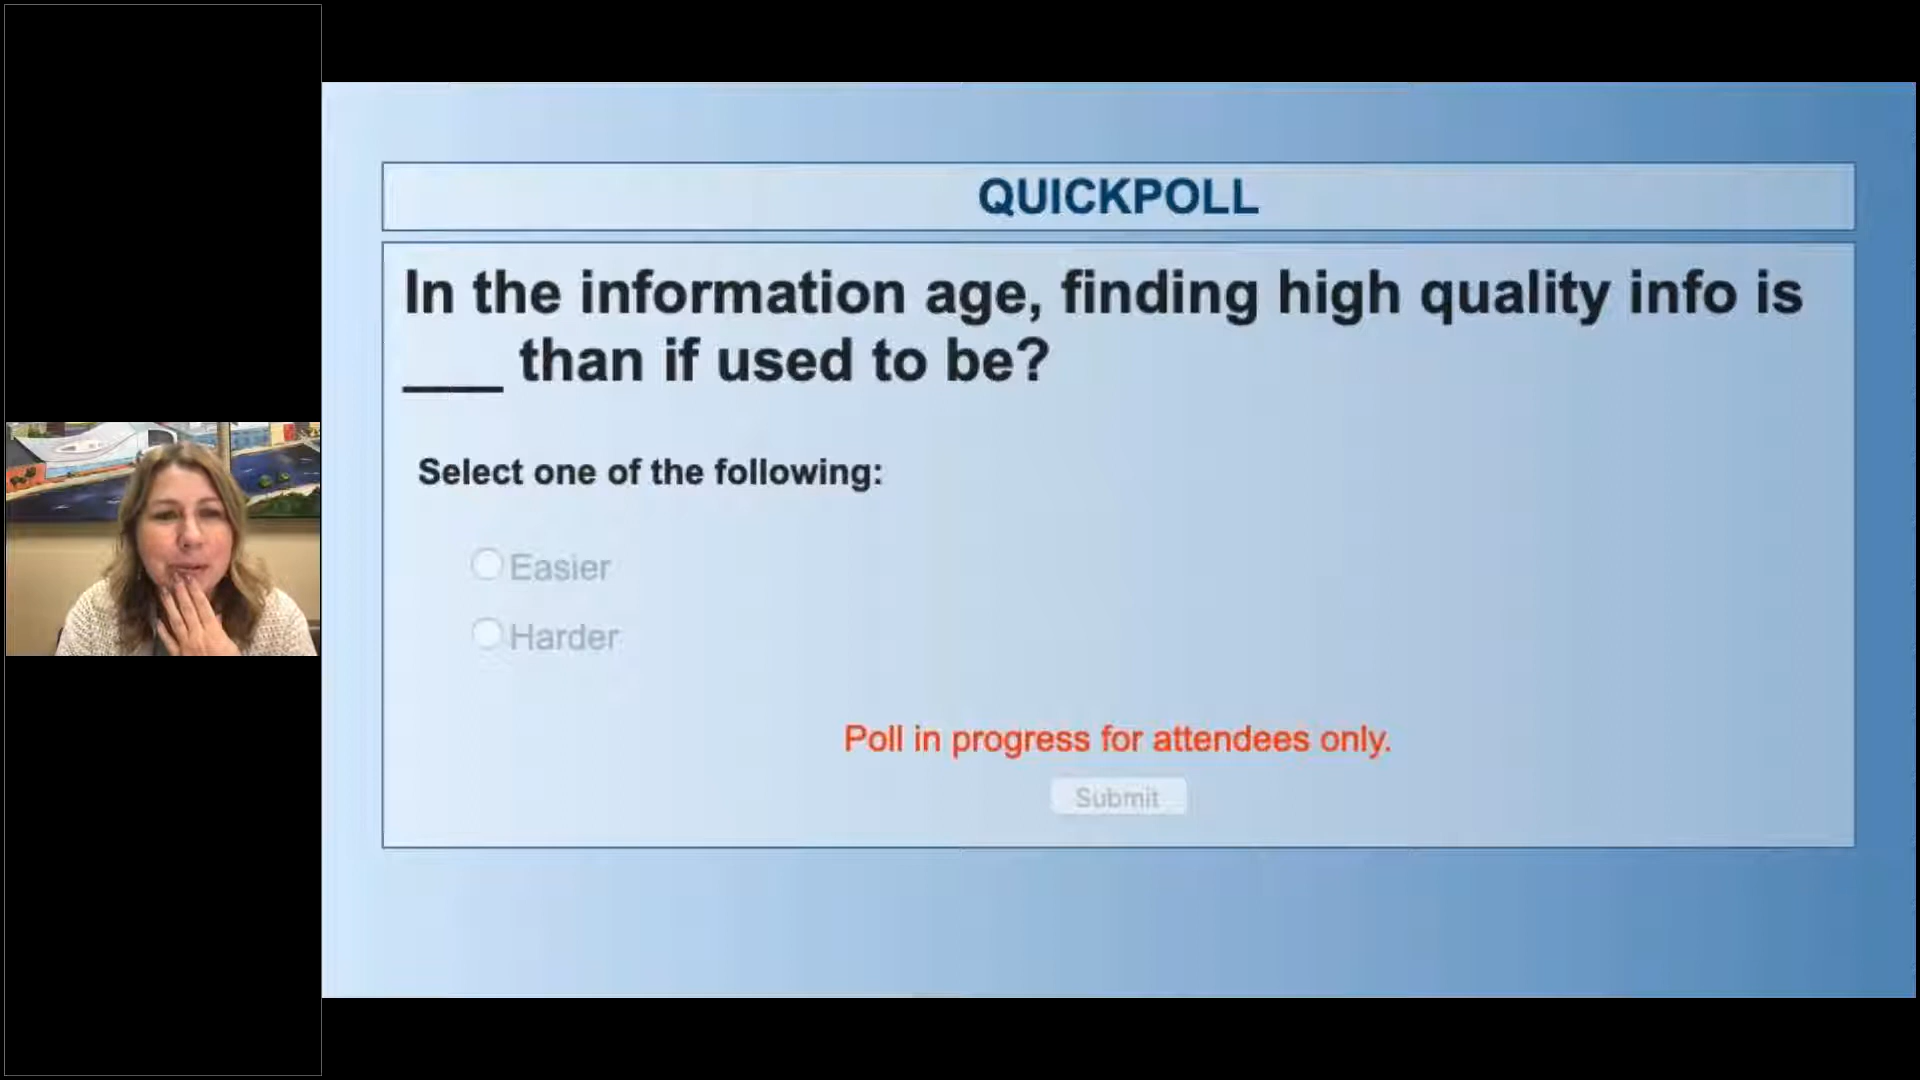 QUICKPOLL
In the information age, finding high quality info is
___ than if used to be?
Select one of the following:
Easier
Harder
Poll in progress for attendees only.
Submit